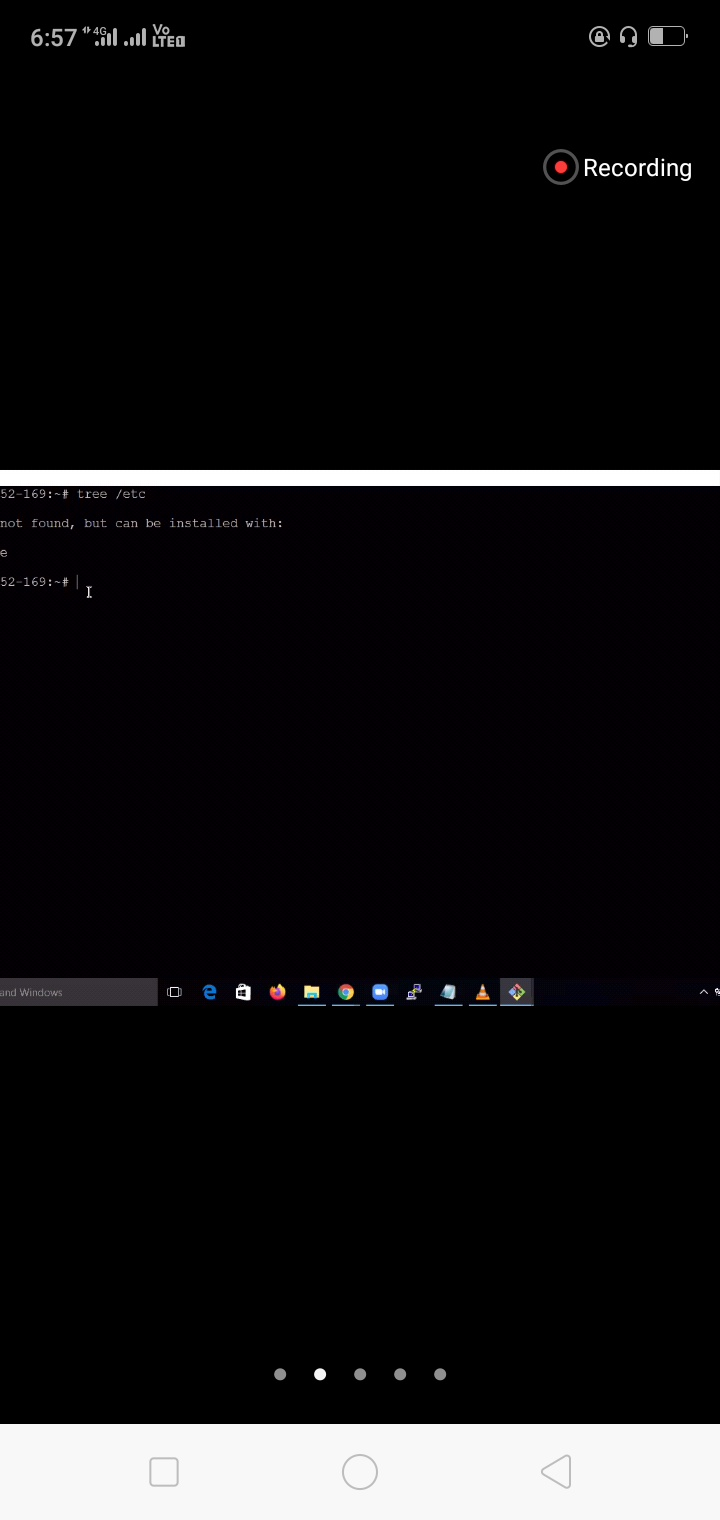 6:57 4G Vo LTE1
Recording
52-169:~# tree /etc
not found, but can be installed with:
e
52-169:~#
and Windows